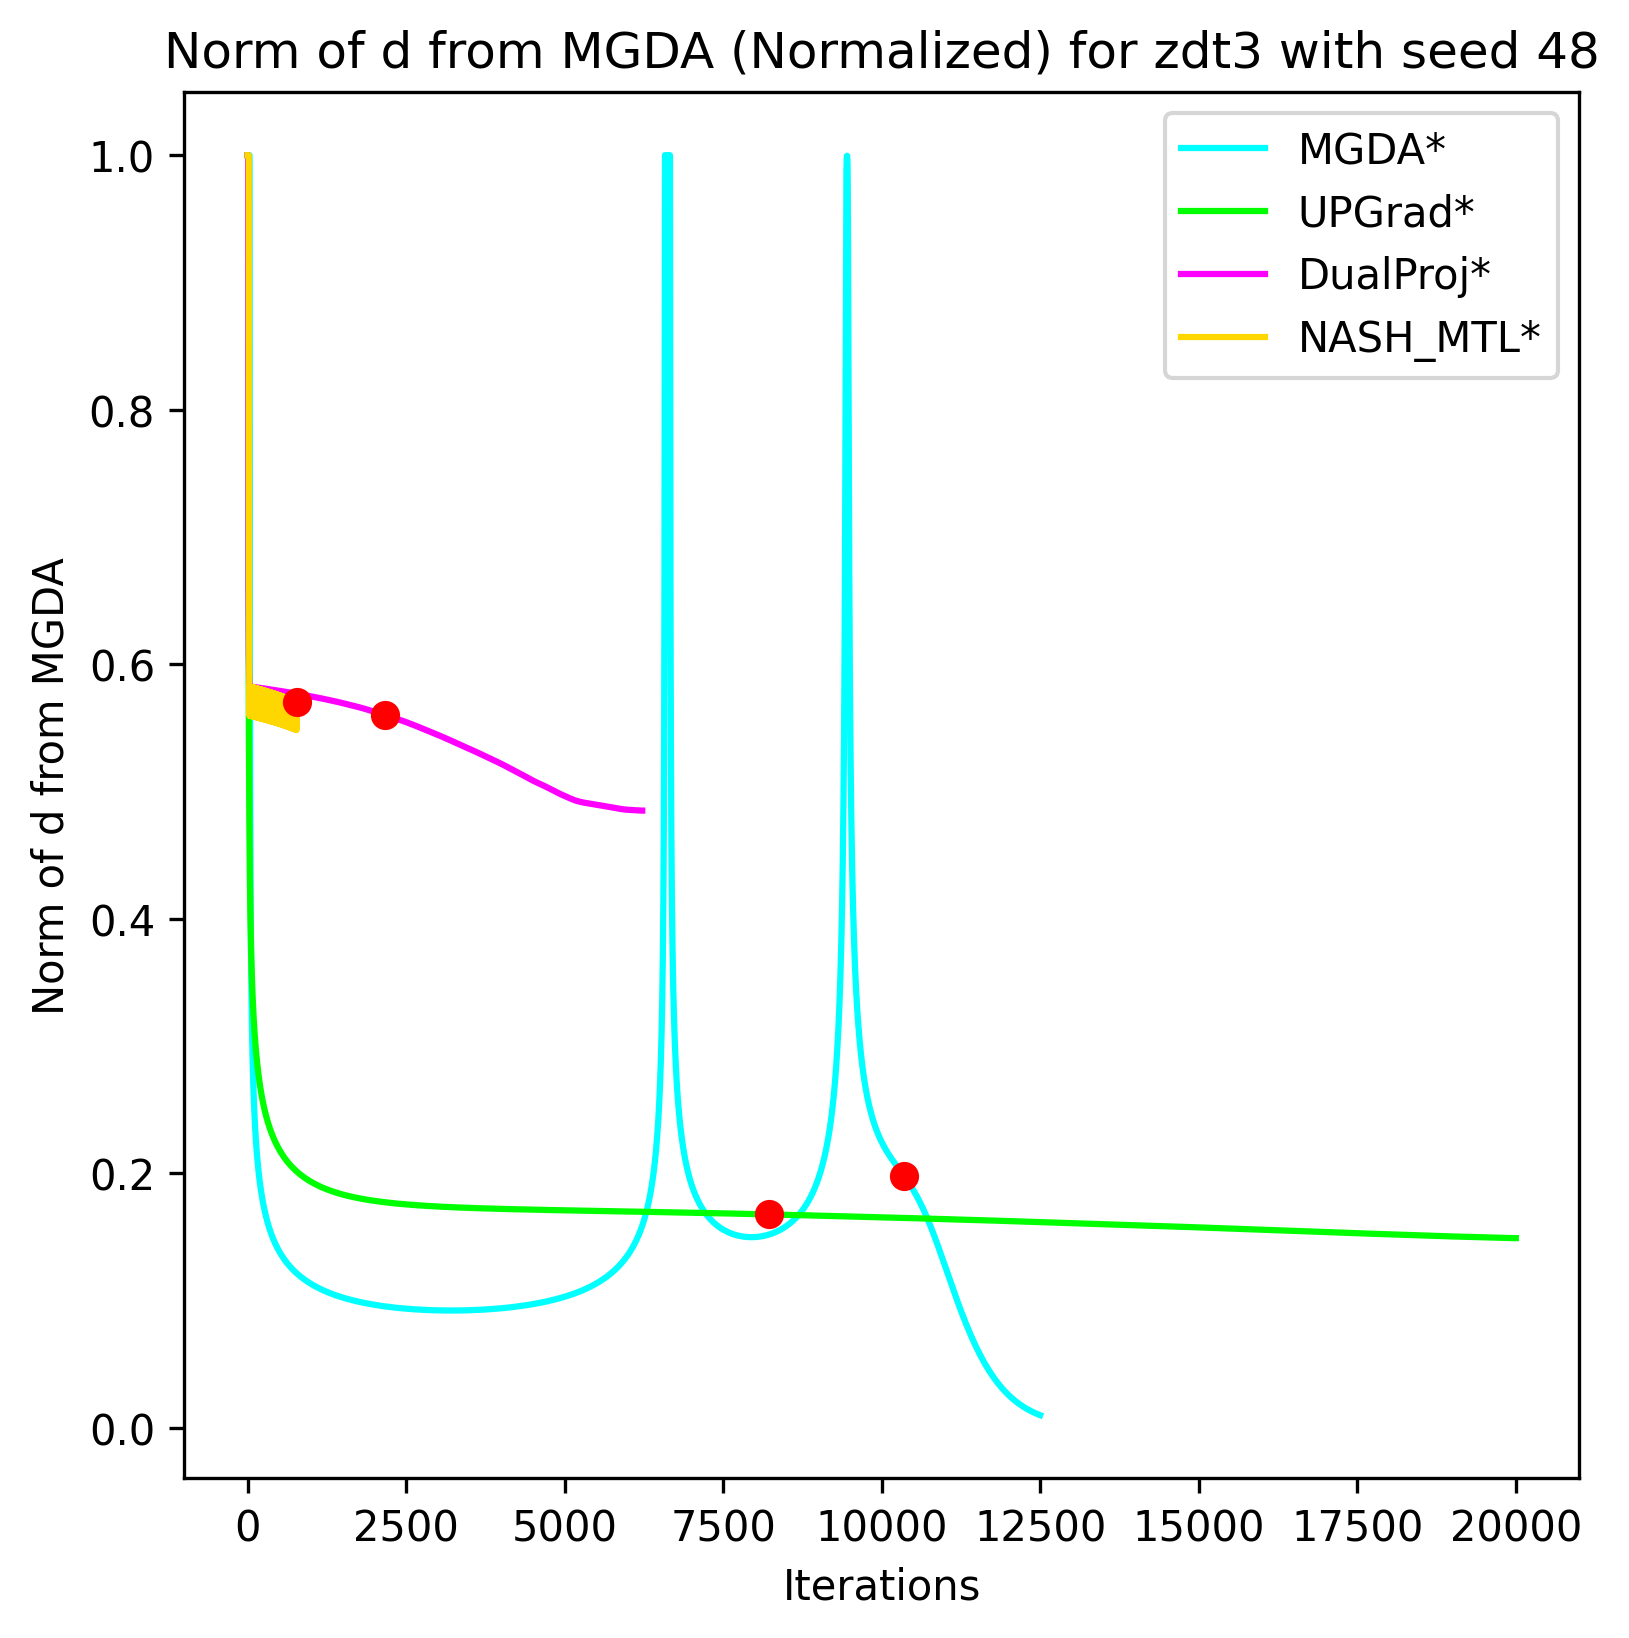 Norm of d from MGDA (Normalized) for zdt3 with seed 48
MGDA*
UPGrad*
DualProj*
NASH_MTL*
Norm of d from MGDA
1.0
0.8
0.6
0.4
0.2
0.0
0 2500 5000 7500 10000 12500 15000 17500 20000
Iterations